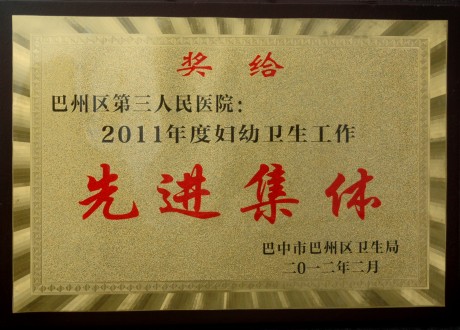 奖给
巴州区第三人民医院:
2011年度妇幼卫生工作
先进集体
巴中市巴州区卫生局
二〇一二年二月